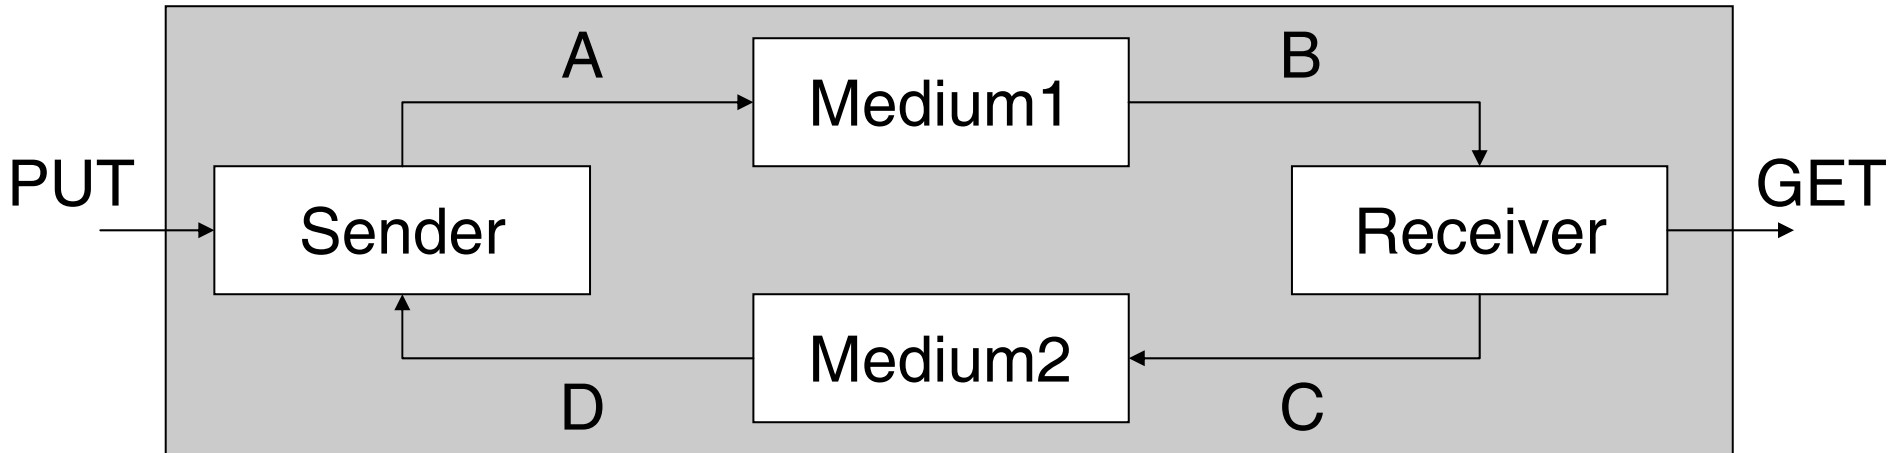 A
B
Medium1
PUT
GET
Sender
Receiver
Medium2
D
C